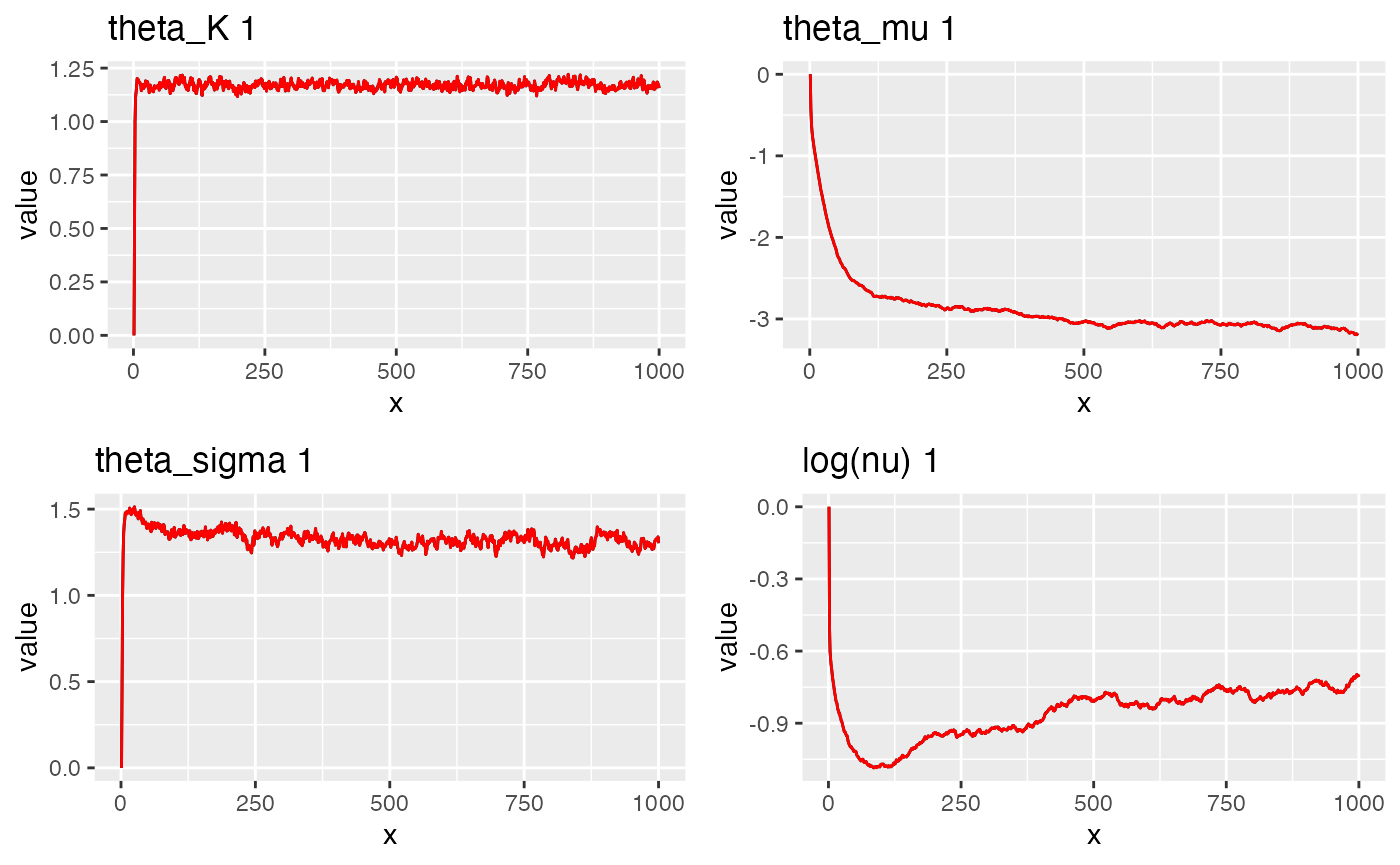 theta_K 1
value
1.25
1.00
0.75
0.50
0.25
0.00
0 250 500 750 1000
x
theta_mu 1
value
0
-1
-2
-3
0 250 500 750 1000
x
theta_sigma 1
value
1.5
1.0
0.5
0.0
0 250 500 750 1000
x
log(nu) 1
value
0.0
-0.3
-0.6
-0.9
0 250 500 750 1000
x